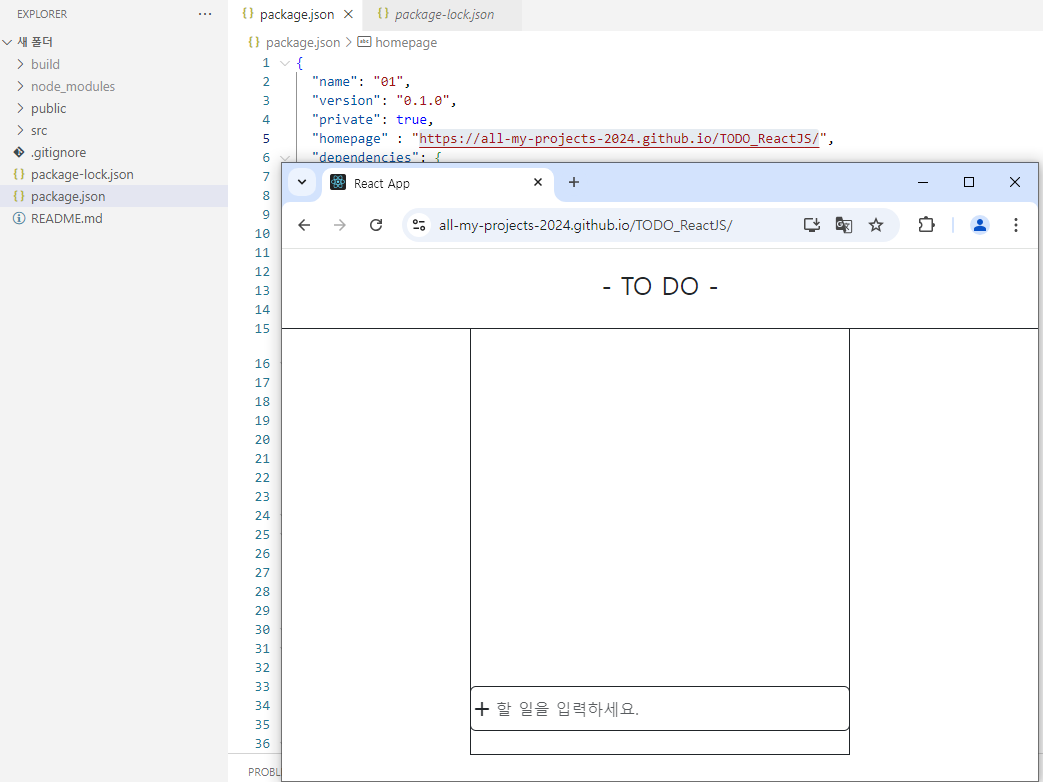 EXPLORER
새 폴더
build
node_modules
public
src
.gitignore
package-lock.json
package.json
README.md
package.json
package-lock.json
package.json > homepage
1 {
2 "name": "01",
3 "version": "0.1.0",
4 "private": true,
5 "homepage" : "https://all-my-projects-2024.github.io/TODO_ReactJS/",
6 "dependencies": {
7
8
9
10
11
12
13
14
15
16
17
18
19
20
21
22
23
24
25
26
27
28
29
30
31
32
33
34
35
36
React App
all-my-projects-2024.github.io/TODO_ReactJS/
- TO DO -
+ 할 일을 입력하세요.